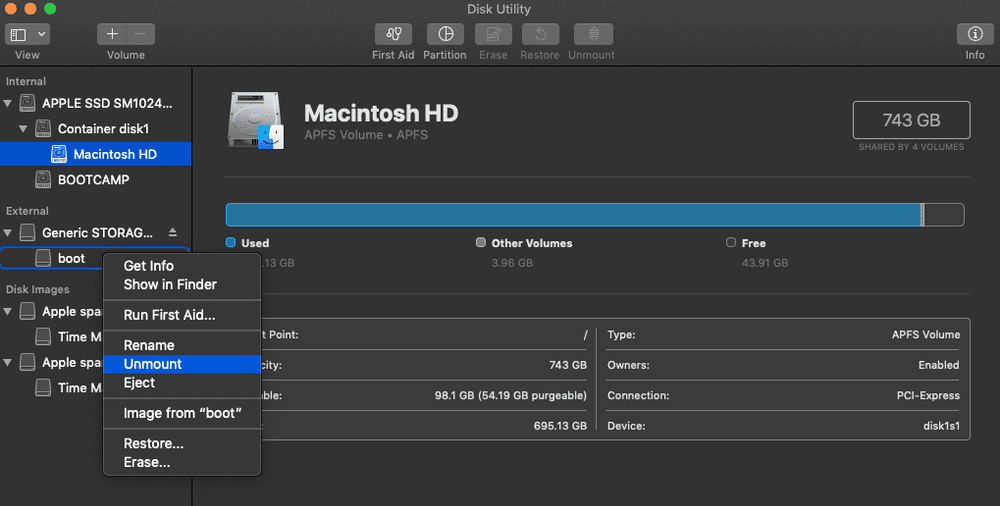 Disk Utility
View
Volume
First Aid
Partition
Erase
Restore
Unmount
Info
Internal
APPLE SSD SM1024...
Container disk1
Macintosh HD
BOOTCAMP
External
Generic STORAG...
boot
Disk Images
Apple spa
Time M
Apple spa
Time M
Get Info
Show in Finder
Run First Aid...
Rename
Unmount
Eject
Image from “boot”
Restore...
Erase...
Macintosh HD
APFS Volume • APFS
743 GB
SHARED BY 4 VOLUMES
Used
.13 GB
Other Volumes
3.96 GB
Free
43.91 GB
t Point: /
city: 743 GB
ble: 98.1 GB (54.19 GB purgeable)
695.13 GB
Type: APFS Volume
Owners: Enabled
Connection: PCI-Express
Device: disk1s1